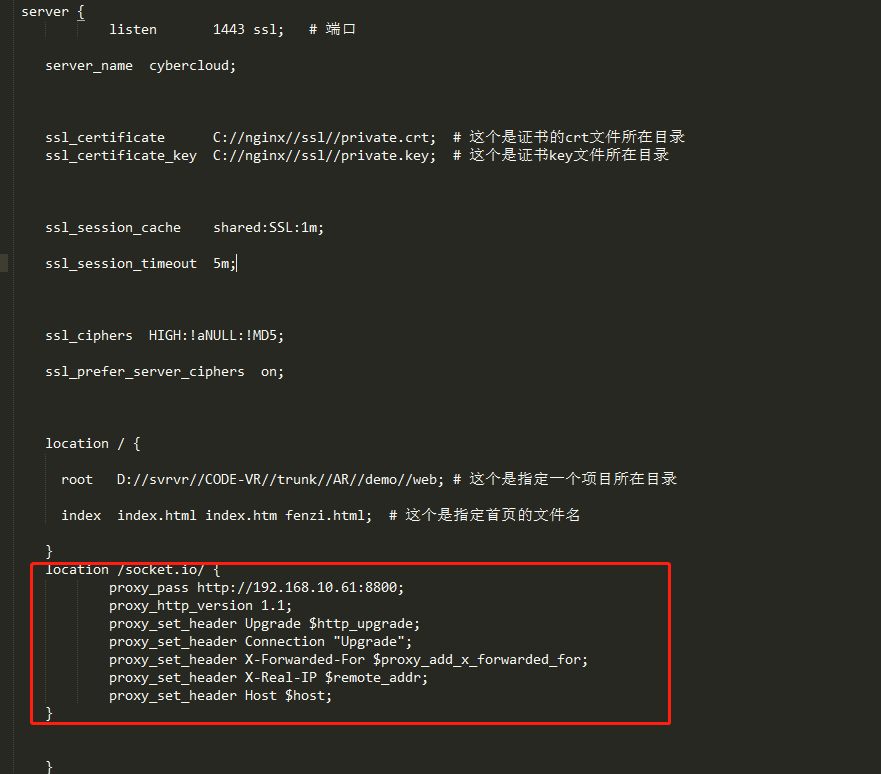 server {
listen 1443 ssl; # 端口
server_name cybercloud;
ssl_certificate C://nginx//ssl//private.crt; # 这个是证书的crt文件所在目录
ssl_certificate_key C://nginx//ssl//private.key; # 这个是证书key文件所在目录
ssl_session_cache shared:SSL:1m;
ssl_session_timeout 5m;
ssl_ciphers HIGH:!aNULL:!MD5;
ssl_prefer_server_ciphers on;
location / {
root D://svrvr//CODE-VR//trunk//AR//demo//web; # 这个是指定一个项目所在目录
index index.html index.htm fenzi.html; # 这个是指定首页的文件名
}
location /socket.io/ {
proxy_pass http://192.168.10.61:8800;
proxy_http_version 1.1;
proxy_set_header Upgrade $http_upgrade;
proxy_set_header Connection "Upgrade";
proxy_set_header X-Forwarded-For $proxy_add_x_forwarded_for;
proxy_set_header X-Real-IP $remote_addr;
proxy_set_header Host $host;
}
}